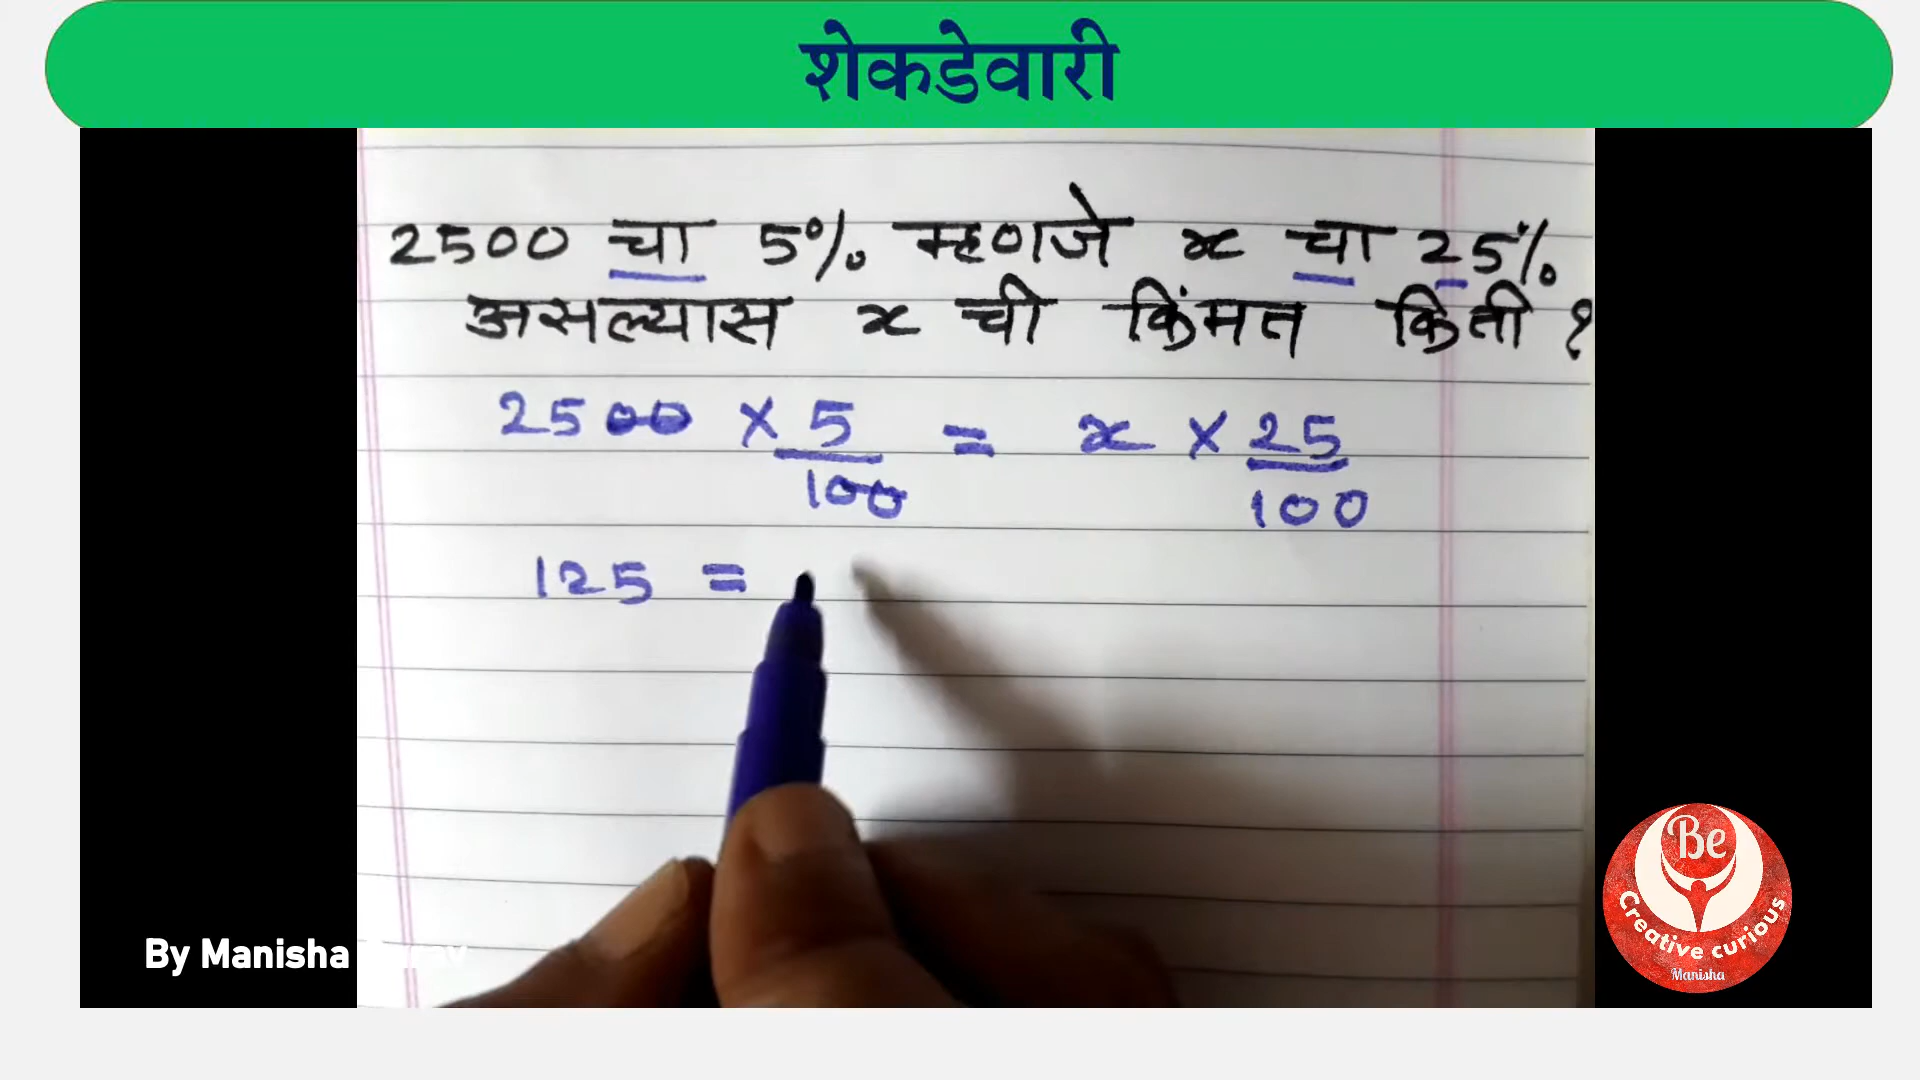 शेकडेवारी
2500 चा 5% म्हणजे x चा 25%
असल्यास x ची किंमत किती ?
2500 × 5/100 = x × 25/100
125 =
By Manisha
Be
Creative curious
Manisha